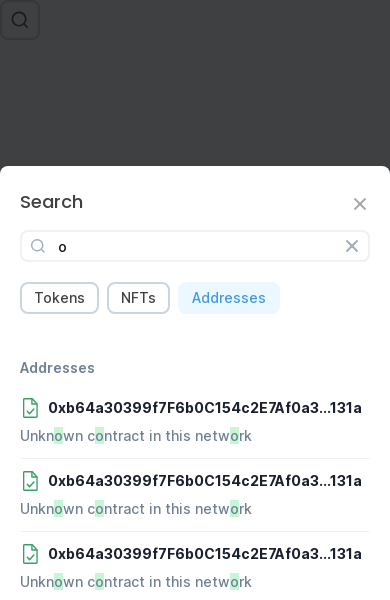 Search
o
Tokens NFTs Addresses
Addresses
0xb64a30399f7F6b0C154c2E7Af0a3...131a
Unknown contract in this network
0xb64a30399f7F6b0C154c2E7Af0a3...131a
Unknown contract in this network
0xb64a30399f7F6b0C154c2E7Af0a3...131a
Unknown contract in this network